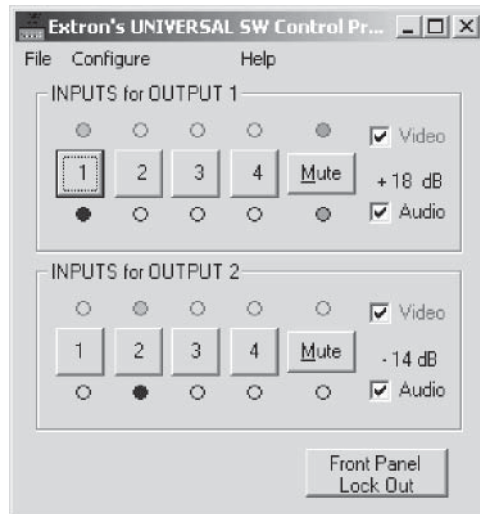 Extron's UNIVERSAL SW Control Pr...
File Configure Help
INPUTS for OUTPUT 1
Video
1 2 3 4 Mute
+18 dB
Audio
INPUTS for OUTPUT 2
Video
1 2 3 4 Mute
-14 dB
Audio
Front Panel
Lock Out